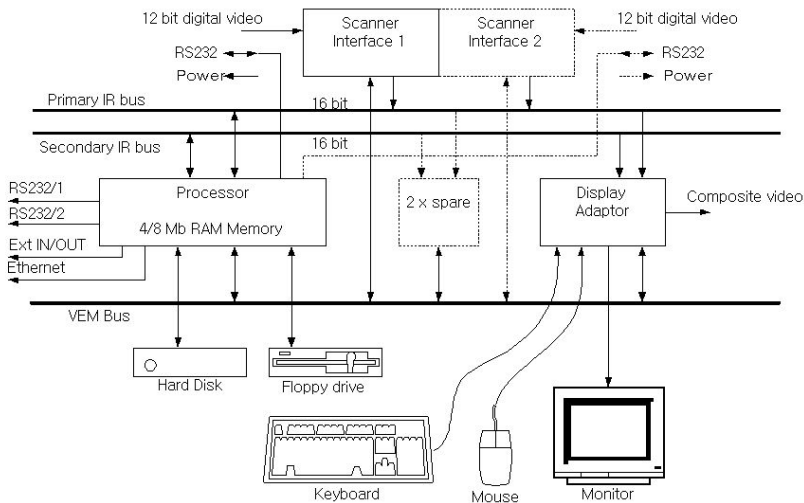 12 bit digital video
Scanner
Interface 1
Scanner
Interface 2
12 bit digital video
RS232
RS232
Power
Power
Primary IR bus
16 bit
Secondary IR bus
16 bit
RS232/1
RS232/2
Ext IN/OUT
Ethernet
Processor
4/8 Mb RAM Memory
2 x spare
Display
Adaptor
Composite video
VEM Bus
Hard Disk
Floppy drive
Keyboard
Mouse
Monitor